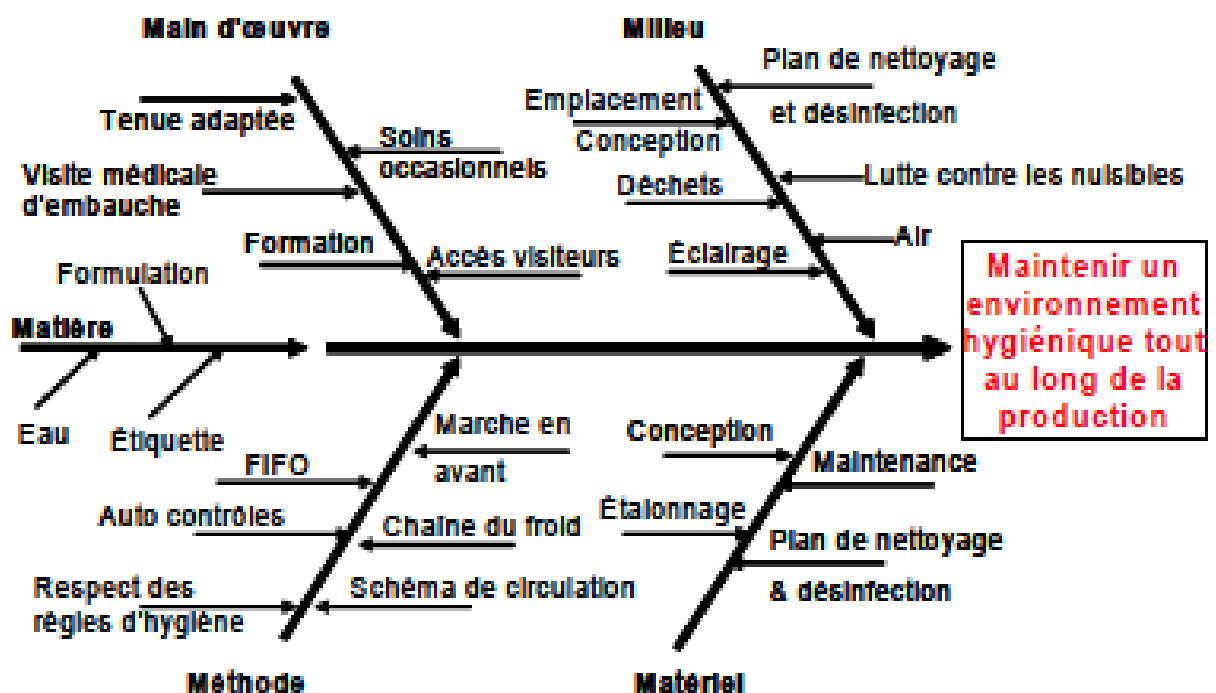 Main d'œuvre
Tenue adaptée
Soins
occasionnels
Visite médicale
d'embauche
Formation
Accès visiteurs
Milieu
Plan de nettoyage
et désinfection
Emplacement
Conception
Déchets
Lutte contre les nuisibles
Air
Éclairage
Formulation
Matière
Eau
Étiquette
Maintenir un
environnement
hygiénique tout
au long de la
production
Marche en
avant
FIFO
Auto contrôles
Chaîne du froid
Respect des
règles d'hygiène
Schéma de circulation
Méthode
Conception
Maintenance
Étalonnage
Plan de nettoyage
& désinfection
Matériel